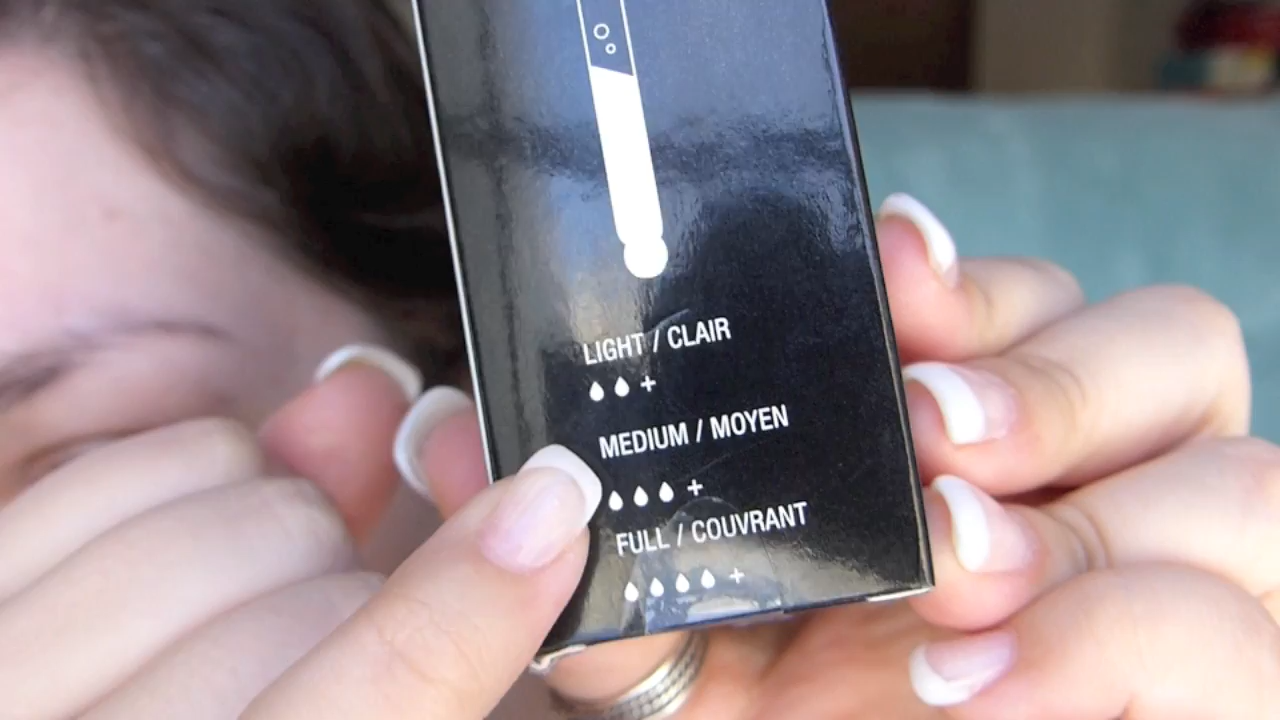 LIGHT / CLAIR
+
MEDIUM / MOYEN
+
FULL / COUVRANT
+